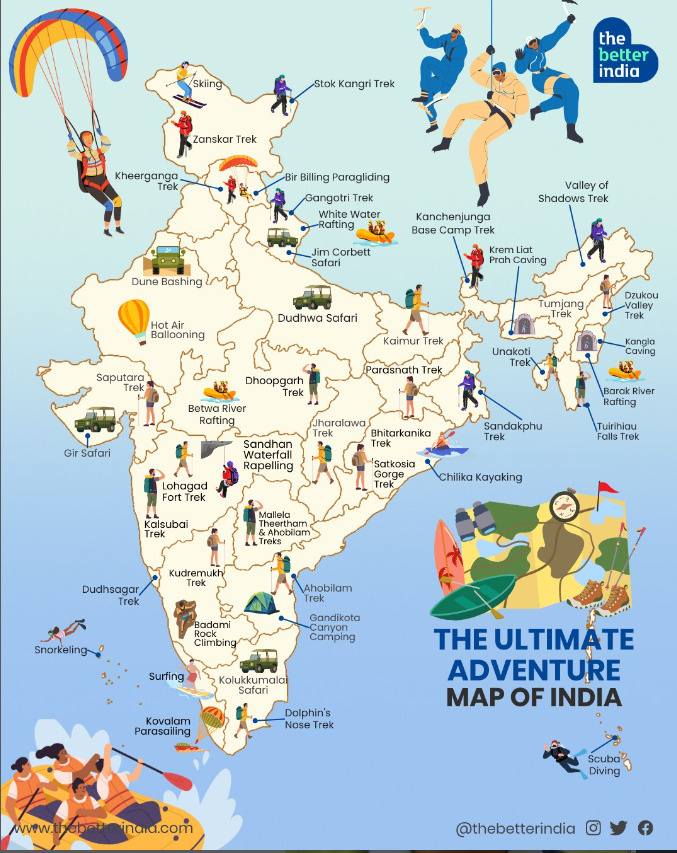 the
better
india
Skiing
Stok Kangri Trek
Zanskar Trek
Kheerganga
Trek
Bir Billing Paragliding
Gangotri Trek
White Water
Rafting
Jim Corbett
Safari
Valley of
Shadows Trek
Kanchenjunga
Base Camp Trek
Krem Liat
Prah Caving
Dune Bashing
Dudhwa Safari
Tumjang
Trek
Dzukou
Valley
Trek
Hot Air
Ballooning
Kaimur Trek
Kangla
Caving
Unakoti
Trek
Saputara
Trek
Dhoopgarh
Trek
Parasnath Trek
Barak River
Rafting
Betwa River
Rafting
Gir Safari
Jharalawa
Trek
Bhitarkanika
Trek
Sandakphu
Trek
Tuirihiau
Falls Trek
Sandhan
Waterfall
Rapelling
Satkosia
Gorge
Trek
Chilika Kayaking
Lohagad
Fort Trek
Kalsubai
Trek
Mallela
Theertham
& Ahobilam
Treks
Kudremukh
Trek
Dudhsagar
Trek
Ahobilam
Trek
Gandikota
Canyon
Camping
Badami
Rock
Climbing
Snorkeling
Surfing
Kolukkumalai
Safari
Kovalam
Parasailing
Dolphin's
Nose Trek
THE ULTIMATE
ADVENTURE
MAP OF INDIA
Scuba
Diving
www.thebetterindia.com
@thebetterindia